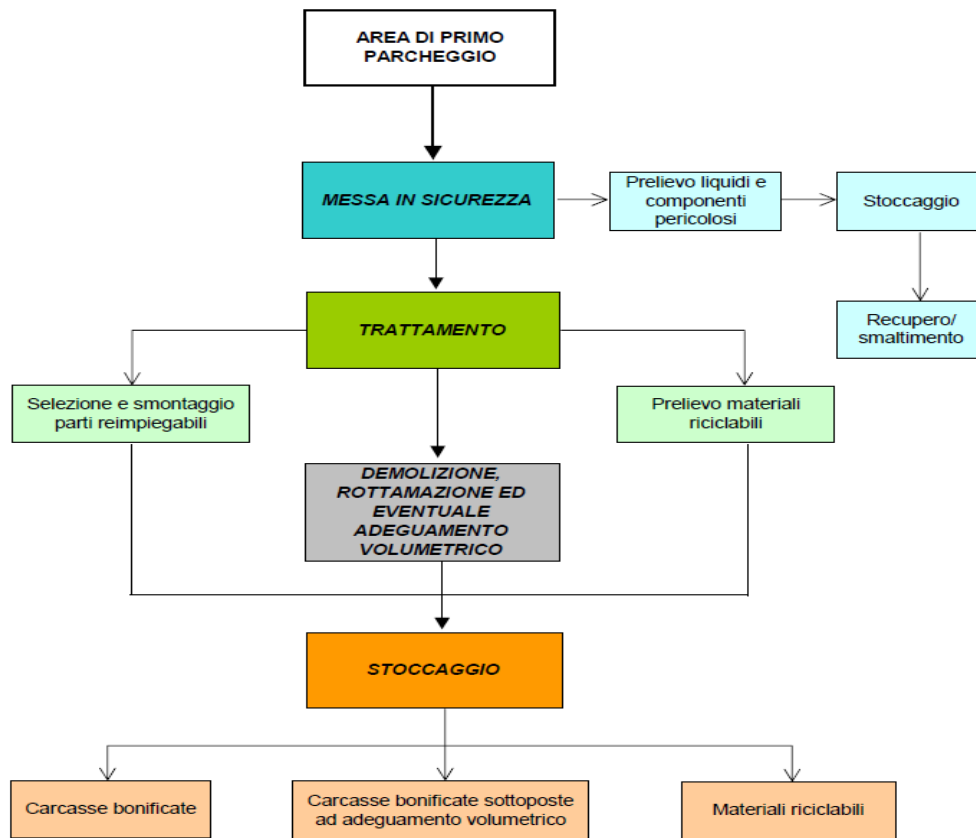 AREA DI PRIMO
PARCHEGGIO
MESSA IN SICUREZZA
Prelievo liquidi e
componenti
pericolosi
Stoccaggio
TRATTAMENTO
Recupero/
smaltimento
Selezione e smontaggio
parti reimpiegabili
Prelievo materiali
riciclabili
DEMOLIZIONE,
ROTTAMAZIONE ED
EVENTUALE
ADEGUAMENTO
VOLUMETRICO
STOCCAGGIO
Carcasse bonificate
Carcasse bonificate sottoposte
ad adeguamento volumetrico
Materiali riciclabili